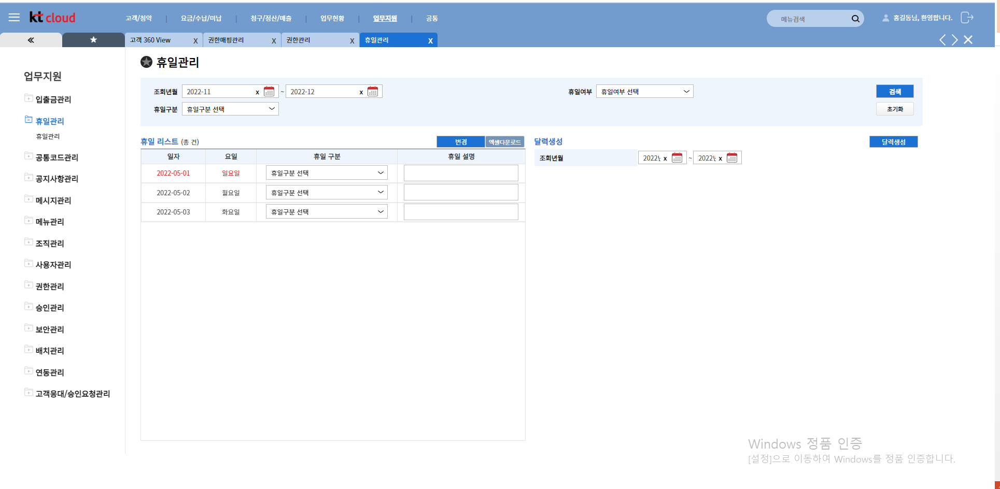 kt cloud
고객/청약 | 요금/수납/미납 | 청구/정산/매출 | 업무현황 | 업무지원 | 공통
메뉴검색
홍길동님, 환영합니다.
« ★ 고객 360 View X 권한매핑관리 X 권한관리 X 휴일관리 X
업무지원
입출금관리
휴일관리
휴일관리
공통코드관리
공지사항관리
메시지관리
메뉴관리
조직관리
사용자관리
권한관리
승인관리
보안관리
배치관리
연동관리
고객응대/승인요청관리
휴일관리
조회년월 2022-11 x ~ 2022-12 x 휴일여부 휴일여부 선택 검색
휴일구분 휴일구분 선택 초기화
휴일 리스트 (총 건) 변경 엑셀다운로드
일자 요일 휴일 구분 휴일 설명
2022-05-01 일요일 휴일구분 선택
2022-05-02 월요일 휴일구분 선택
2022-05-03 화요일 휴일구분 선택
달력생성 달력생성
조회년월 2022 x ~ 2022 x
Windows 정품 인증
[설정]으로 이동하여 Windows를 정품 인증합니다.